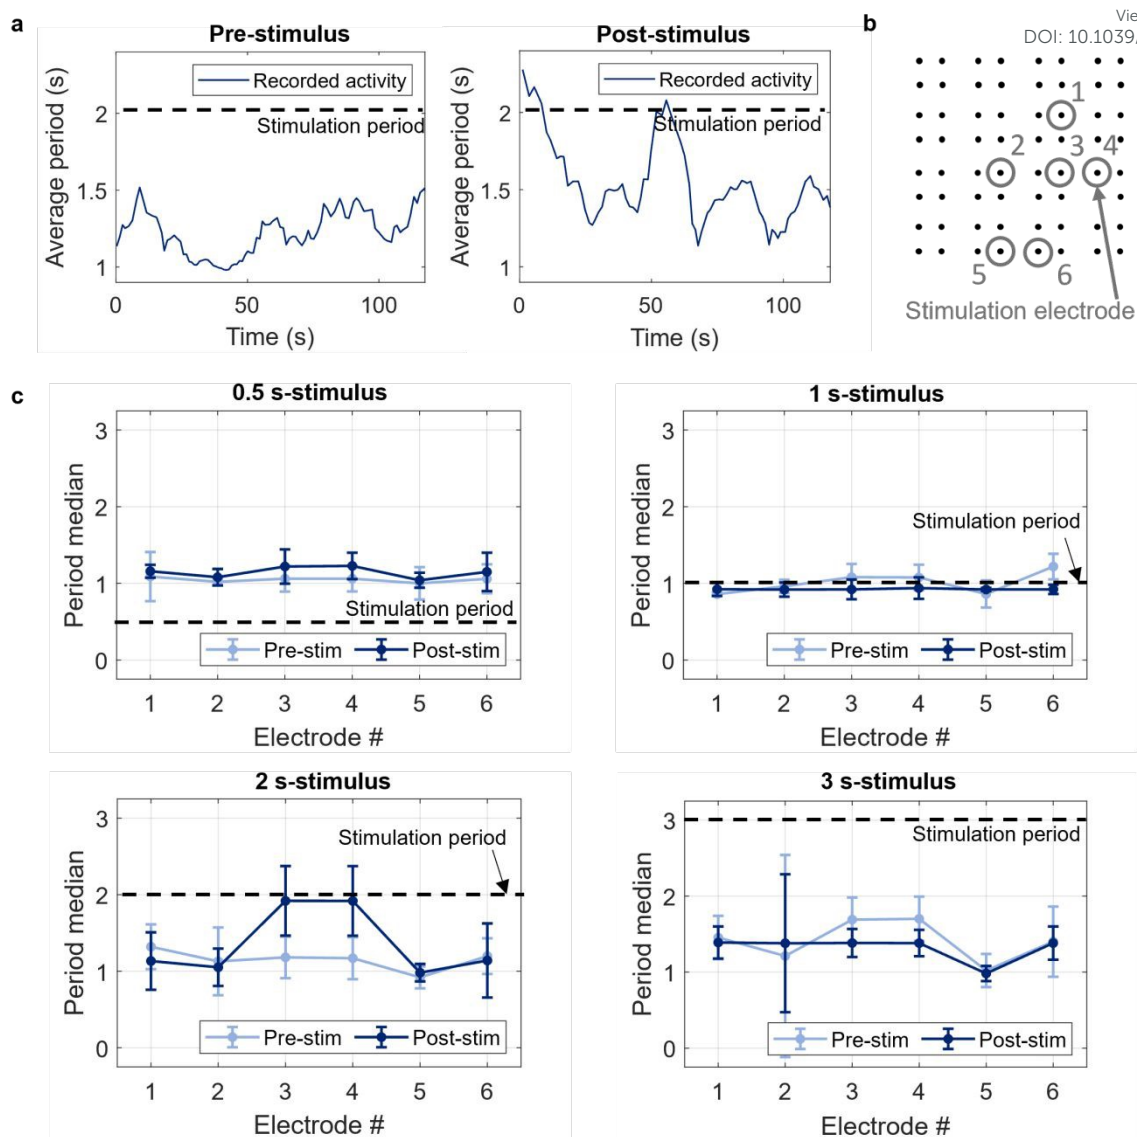 Vie
DOI: 10.1039/
a
Pre-stimulus
Average period (s)
2
1.5
1
Recorded activity
Stimulation period
0
50
100
Time (s)
Post-stimulus
Average period (s)
2
1.5
1
Recorded activity
Stimulation period
0
50
100
Time (s)
b
1
2
3
4
5
6
Stimulation electrode
c
0.5 s-stimulus
Period median
3
2
1
0
Stimulation period
Pre-stim
Post-stim
1 2 3 4 5 6
Electrode #
1 s-stimulus
Period median
3
2
1
0
Stimulation period
Pre-stim
Post-stim
1 2 3 4 5 6
Electrode #
2 s-stimulus
Period median
3
2
1
0
Stimulation period
Pre-stim
Post-stim
1 2 3 4 5 6
Electrode #
3 s-stimulus
Period median
3
2
1
0
Stimulation period
Pre-stim
Post-stim
1 2 3 4 5 6
Electrode #